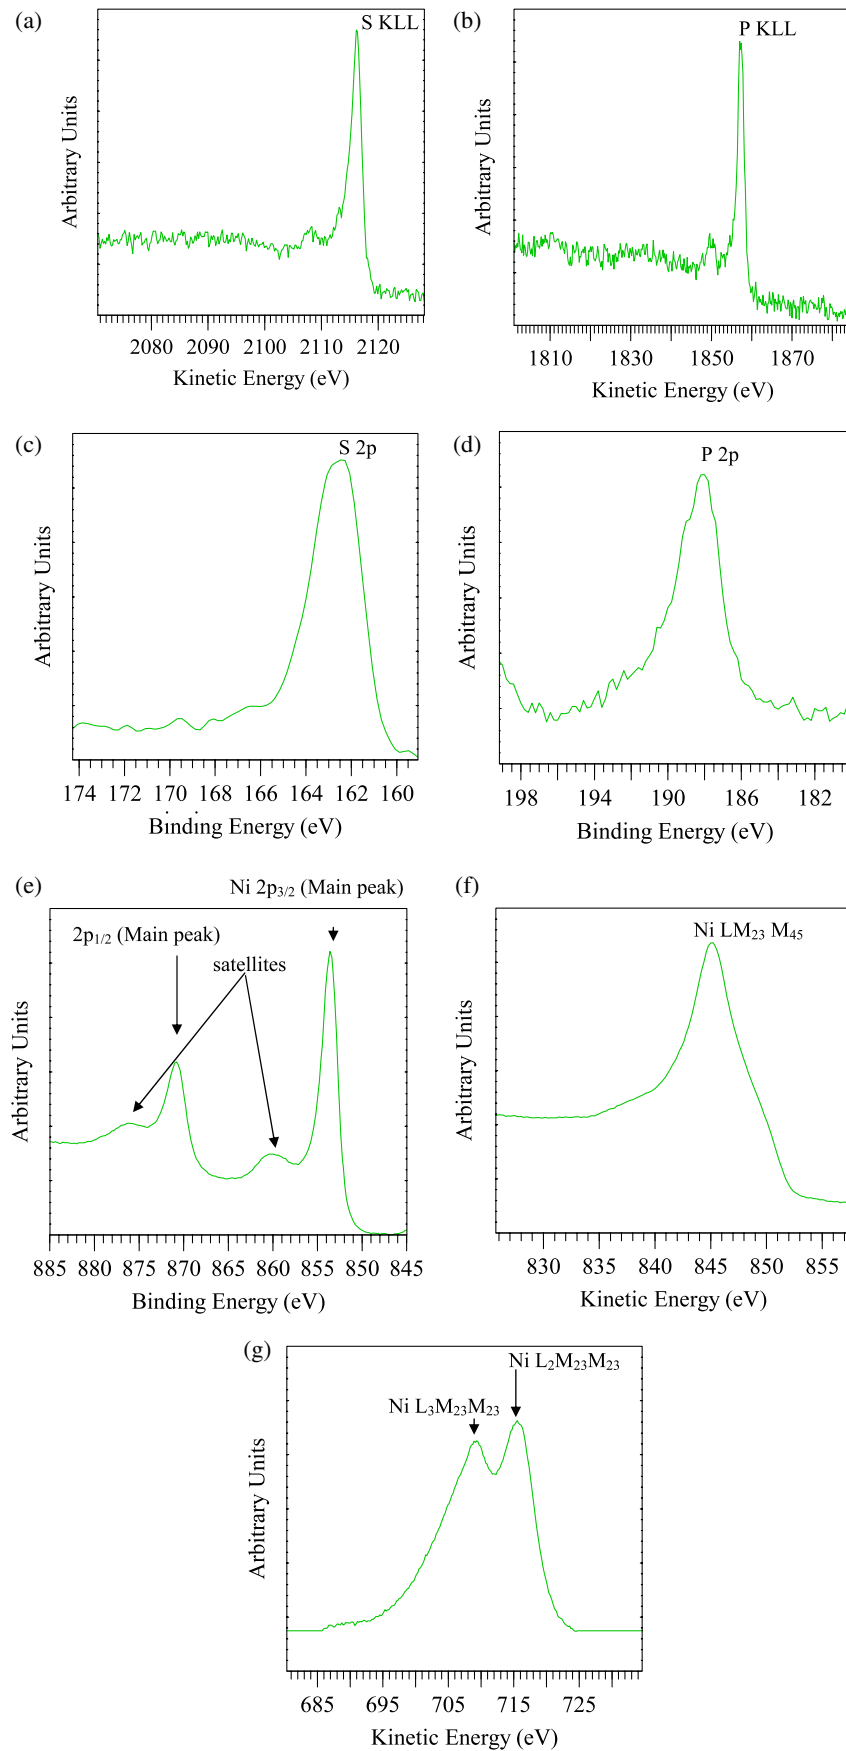 (a)
S KLL
Arbitrary Units
2080 2090 2100 2110 2120
Kinetic Energy (eV)
(b)
P KLL
Arbitrary Units
1810 1830 1850 1870
Kinetic Energy (eV)
(c)
S 2p
Arbitrary Units
174 172 170 168 166 164 162 160
Binding Energy (eV)
(d)
P 2p
Arbitrary Units
198 194 190 186 182
Binding Energy (eV)
(e)
Ni 2p3/2 (Main peak)
2p1/2 (Main peak)
satellites
Arbitrary Units
885 880 875 870 865 860 855 850 845
Binding Energy (eV)
(f)
Ni LM23 M45
Arbitrary Units
830 835 840 845 850 855
Kinetic Energy (eV)
(g)
Ni L2M23M23
Ni L3M23M23
Arbitrary Units
685 695 705 715 725
Kinetic Energy (eV)